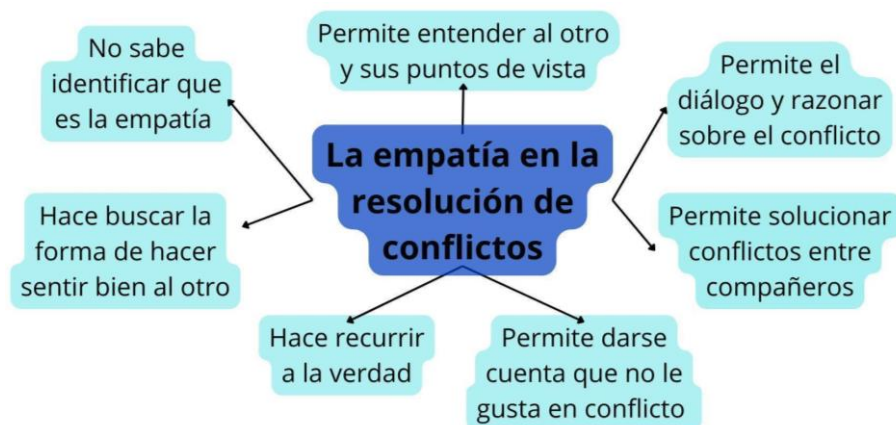 No sabe
identificar que
es la empatía
Permite entender al otro
y sus puntos de vista
Permite el
diálogo y razonar
sobre el conflicto
La empatía en la
resolución de
conflictos
Hace buscar la
forma de hacer
sentir bien al otro
Permite solucionar
conflictos entre
compañeros
Hace recurrir
a la verdad
Permite darse
cuenta que no le
gusta en conflicto